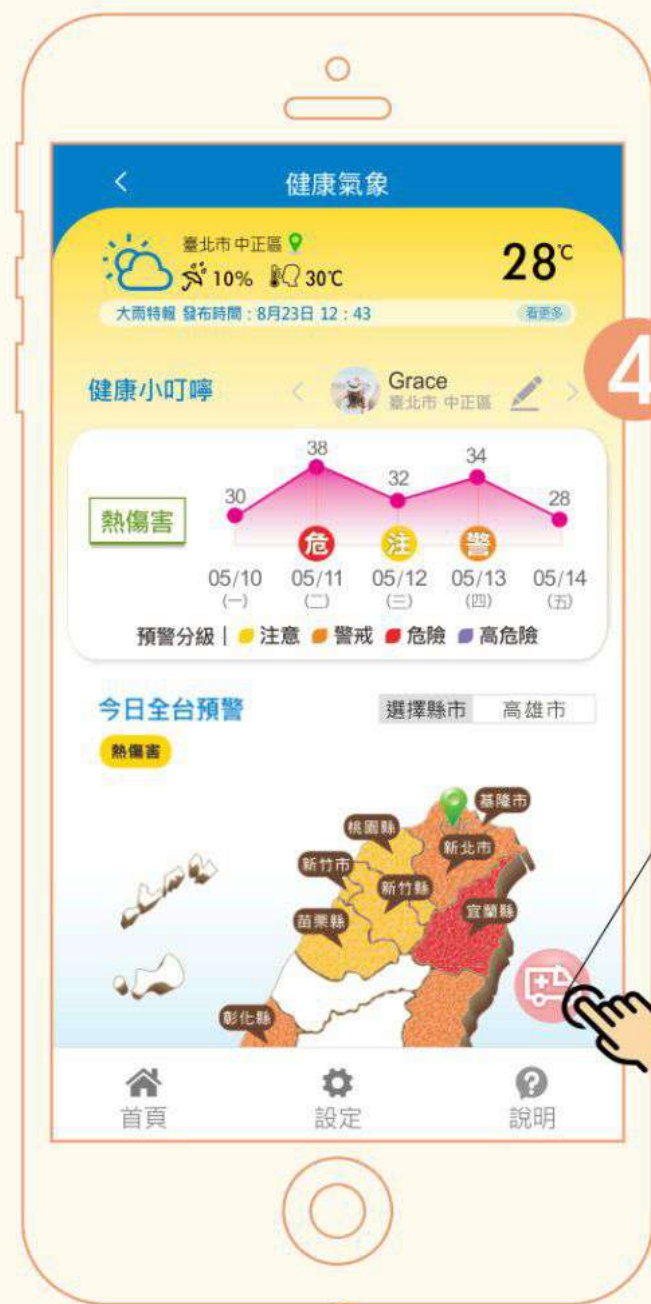 健康氣象
臺北市 中正區
10% 30℃
28℃
大雨特報 發布時間：8月23日 12：43
看更多
4
健康小叮嚀
Grace
臺北市 中正區
熱傷害
30 38 32 34 28
危 注 警
05/10 05/11 05/12 05/13 05/14
(一) (二) (三) (四) (五)
預警分級｜ 注意 警戒 危險 高危險
今日全台預警
選擇縣市 高雄市
熱傷害
基隆市
桃園縣
新北市
新竹市
新竹縣
宜蘭縣
苗栗縣
彰化縣
首頁 設定 說明